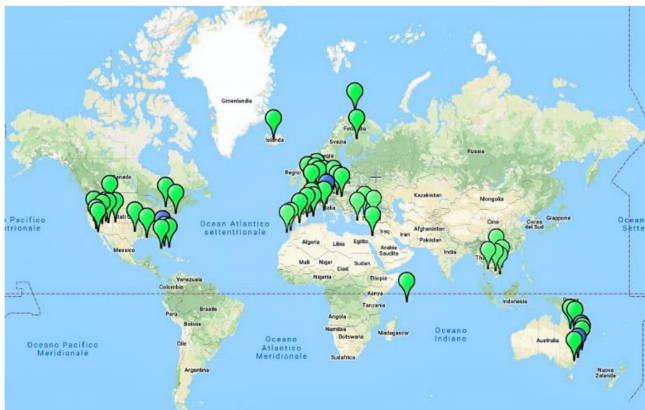 Groenlandia
Islanda
Svezia
Russia
Canada
Regno
Kazakistan
Mongolia
Oceano Pacifico
settentrionale
Stati U
Ocean Atlantico
settentrionale
Italia
Cina
Corea
del Sud
Giappone
Messico
Algeria
Libia
Egitto
Iraq
Iran
Afghanistan
Pakistan
Arabia
Saudita
India
Mali
Niger
Sudan
Ciad
Nigeria
Etiopia
Thai
Venezuela
Colombia
Kenya
Tanzania
Indonesia
Perù
Brasile
Bolivia
Angola
Namibia
Botswana
Madagascar
Sudafrica
Cile
Argentina
Oceano Pacifico
Meridionale
Oceano
Atlantico
Meridionale
Oceano
Indiano
Australia
Nuova
Zelanda
Ocean
Sette